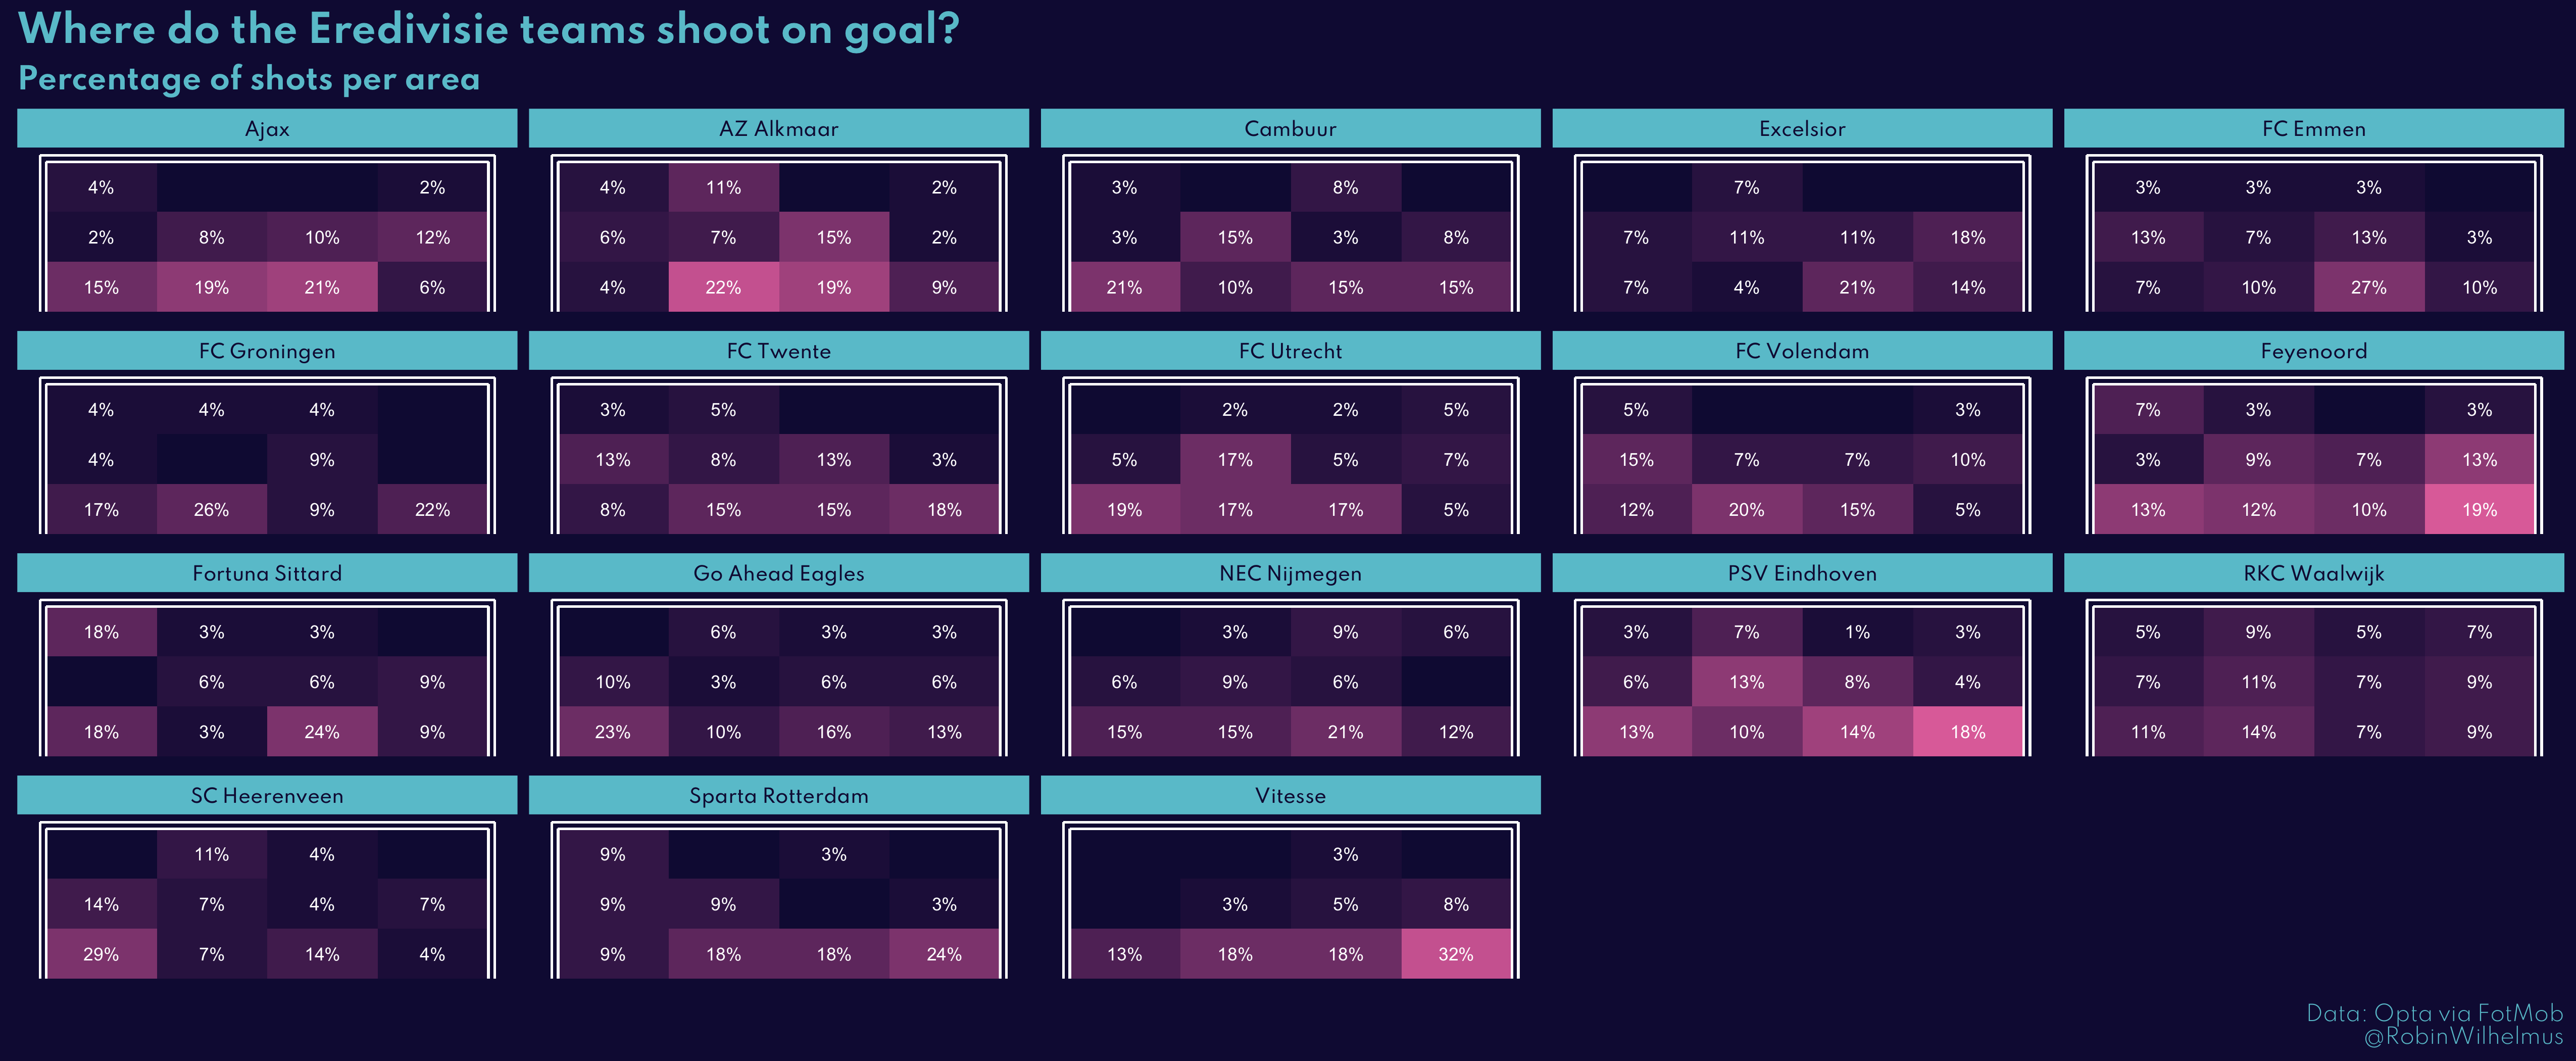 Where do the Eredivisie teams shoot on goal?
Percentage of shots per area
Ajax AZ Alkmaar Cambuur Excelsior FC Emmen
4% 2% 4% 11% 2% 3% 8% 7% 3% 3% 3%
2% 8% 10% 12% 6% 7% 15% 2% 3% 15% 3% 8% 7% 11% 11% 18% 13% 7% 13% 3%
15% 19% 21% 6% 4% 22% 19% 9% 21% 10% 15% 15% 7% 4% 21% 14% 7% 10% 27% 10%
FC Groningen FC Twente FC Utrecht FC Volendam Feyenoord
4% 4% 4% 3% 5% 2% 2% 5% 5% 3% 7% 3% 3%
4% 9% 13% 8% 13% 3% 5% 17% 5% 7% 15% 7% 7% 10% 3% 9% 7% 13%
17% 26% 9% 22% 8% 15% 15% 18% 19% 17% 17% 5% 12% 20% 15% 5% 13% 12% 10% 19%
Fortuna Sittard Go Ahead Eagles NEC Nijmegen PSV Eindhoven RKC Waalwijk
18% 3% 3% 6% 3% 3% 3% 9% 6% 3% 7% 1% 3% 5% 9% 5% 7%
6% 6% 9% 10% 3% 6% 6% 6% 9% 6% 6% 13% 8% 4% 7% 11% 7% 9%
18% 3% 24% 9% 23% 10% 16% 13% 15% 15% 21% 12% 13% 10% 14% 18% 11% 14% 7% 9%
SC Heerenveen Sparta Rotterdam Vitesse
11% 4% 9% 3% 3%
14% 7% 4% 7% 9% 9% 3% 3% 5% 8%
29% 7% 14% 4% 9% 18% 18% 24% 13% 18% 18% 32%
Data: Opta via FotMob
@RobinWilhelmus